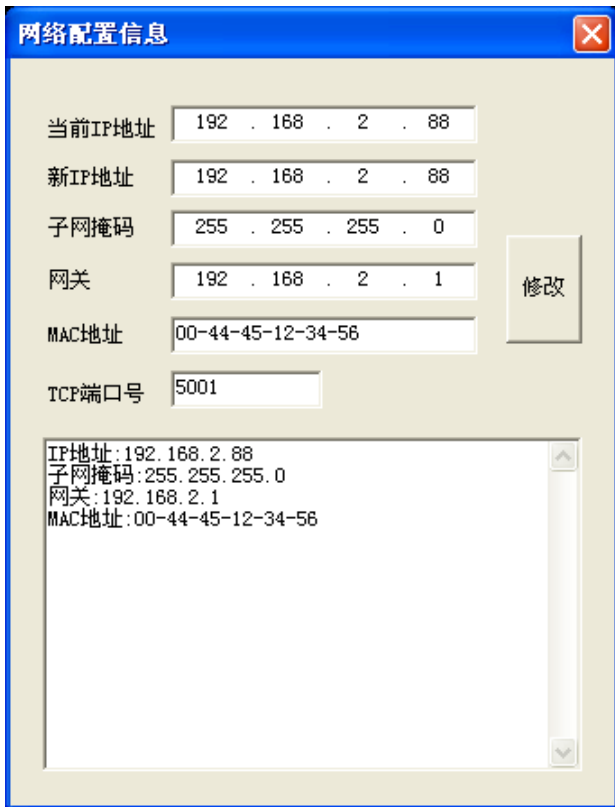 网络配置信息
当前IP地址 192 . 168 . 2 . 88
新IP地址 192 . 168 . 2 . 88
子网掩码 255 . 255 . 255 . 0
网关 192 . 168 . 2 . 1
修改
MAC地址 00-44-45-12-34-56
TCP端口号 5001
IP地址:192.168.2.88
子网掩码:255.255.255.0
网关:192.168.2.1
MAC地址:00-44-45-12-34-56